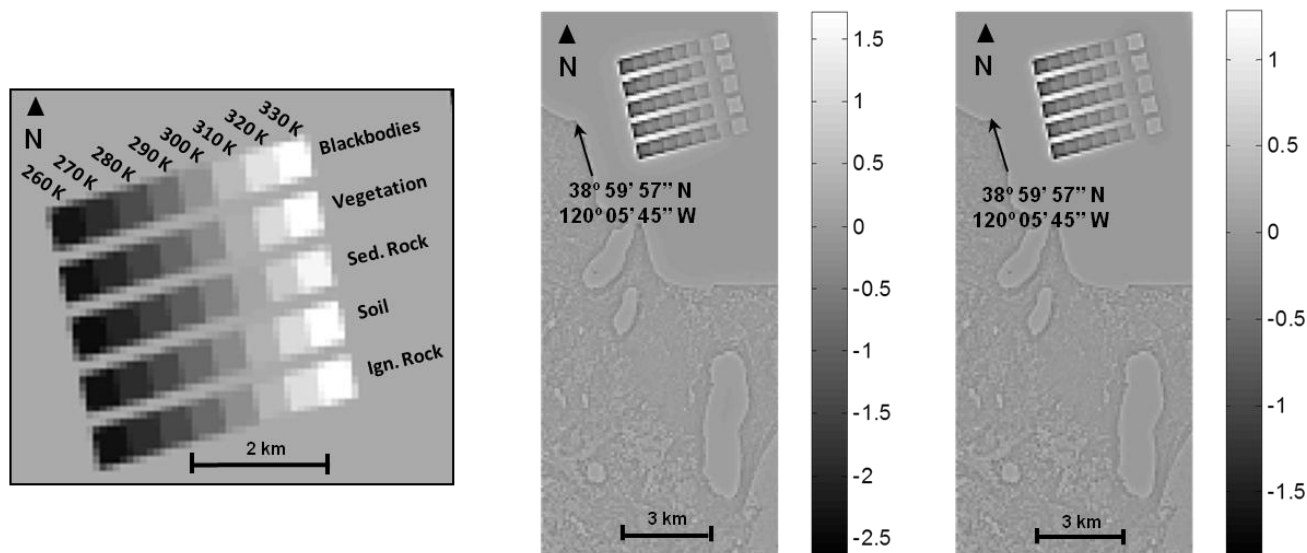 N
260 K
270 K
280 K
290 K
300 K
310 K
320 K
330 K
Blackbodies
Vegetation
Sed. Rock
Soil
Ign. Rock
2 km
N
38º 59’ 57” N
120º 05’ 45” W
3 km
1.5
1
0.5
0
-0.5
-1
-1.5
-2
-2.5
N
38º 59’ 57” N
120º 05’ 45” W
3 km
1
0.5
0
-0.5
-1
-1.5